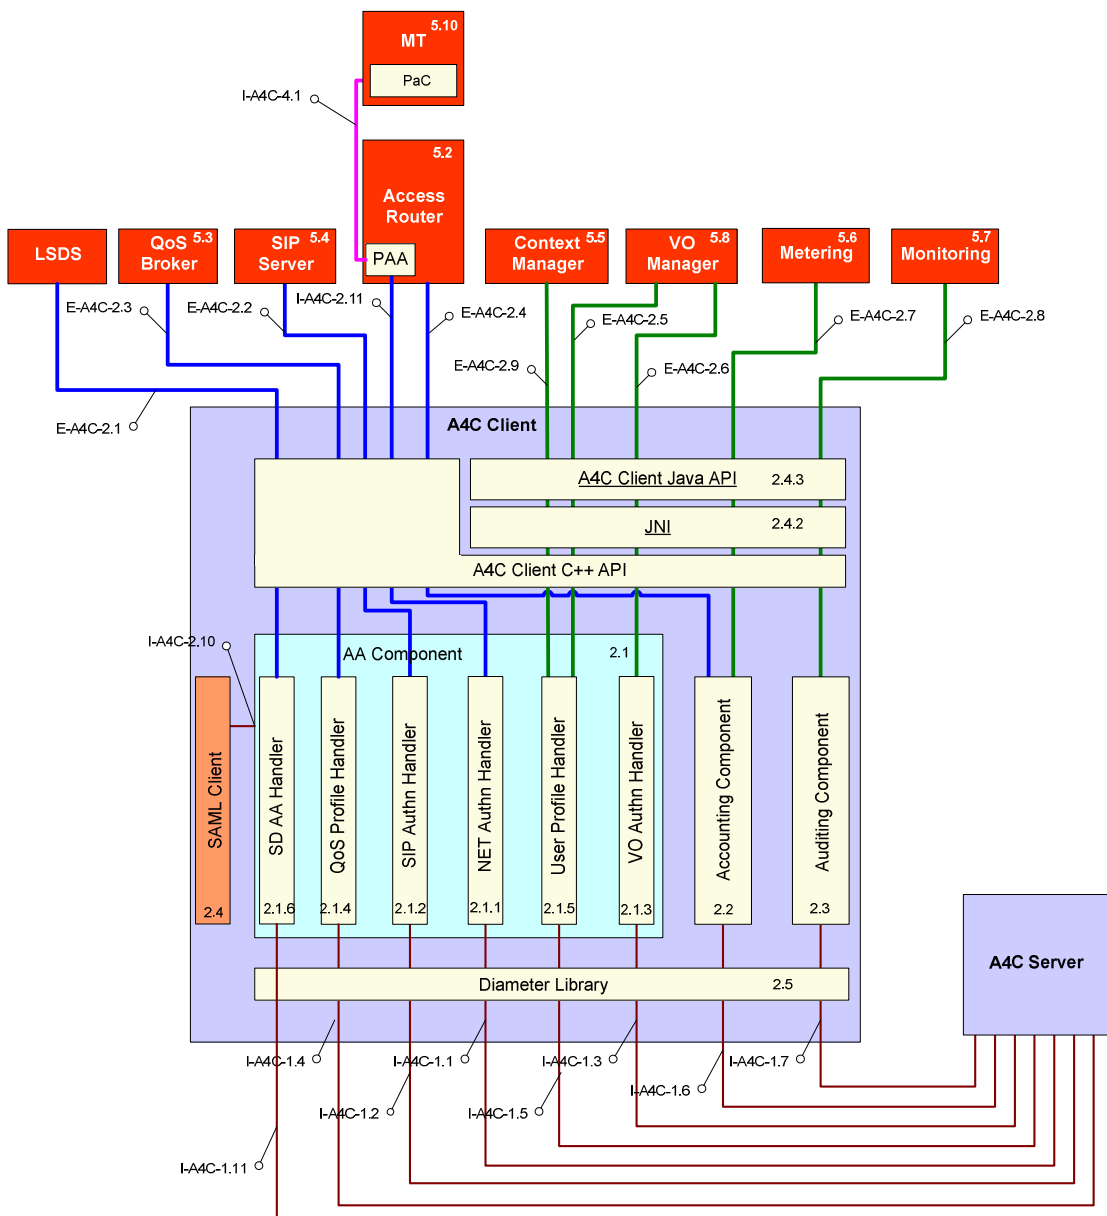 5.10
MT
PaC
I-A4C-4.1
5.2
Access
Router
PAA
LSDS
5.3
QoS
Broker
5.4
SIP
Server
5.5
Context
Manager
5.8
VO
Manager
5.6
Metering
5.7
Monitoring
E-A4C-2.3
E-A4C-2.2
I-A4C-2.11
E-A4C-2.4
E-A4C-2.5
E-A4C-2.7
E-A4C-2.8
E-A4C-2.9
E-A4C-2.6
E-A4C-2.1
A4C Client
A4C Client Java API
2.4.3
JNI
2.4.2
A4C Client C++ API
I-A4C-2.10
AA Component
2.1
SAML Client
2.4
SD AA Handler
2.1.6
QoS Profile Handler
2.1.4
SIP Authn Handler
2.1.2
NET Authn Handler
2.1.1
User Profile Handler
2.1.5
VO Authn Handler
2.1.3
Accounting Component
2.2
Auditing Component
2.3
A4C Server
Diameter Library
2.5
I-A4C-1.4
I-A4C-1.1
I-A4C-1.3
I-A4C-1.7
I-A4C-1.6
I-A4C-1.2
I-A4C-1.5
I-A4C-1.11